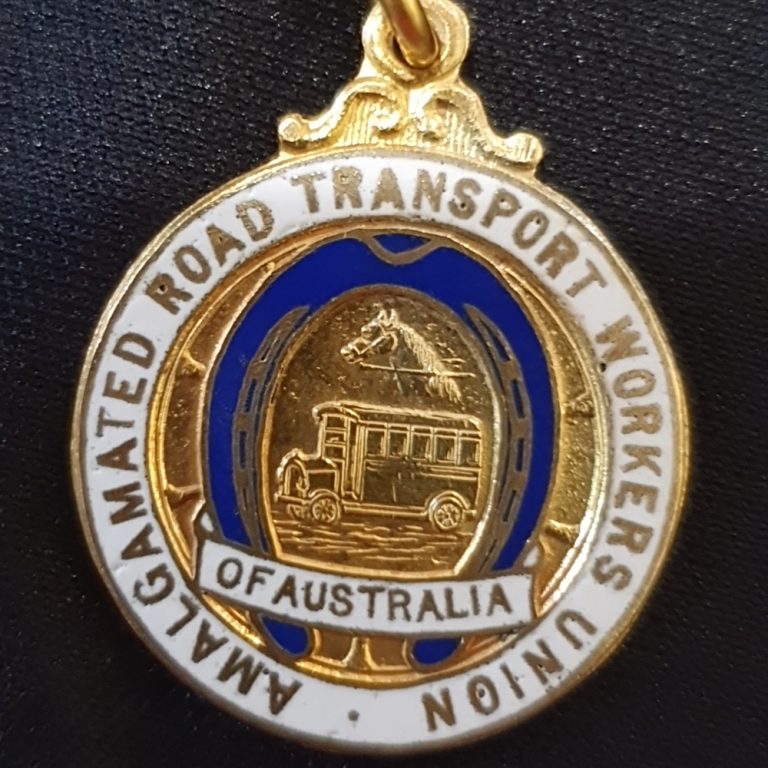 AMALGAMATED ROAD TRANSPORT WORKERS UNION
OF AUSTRALIA